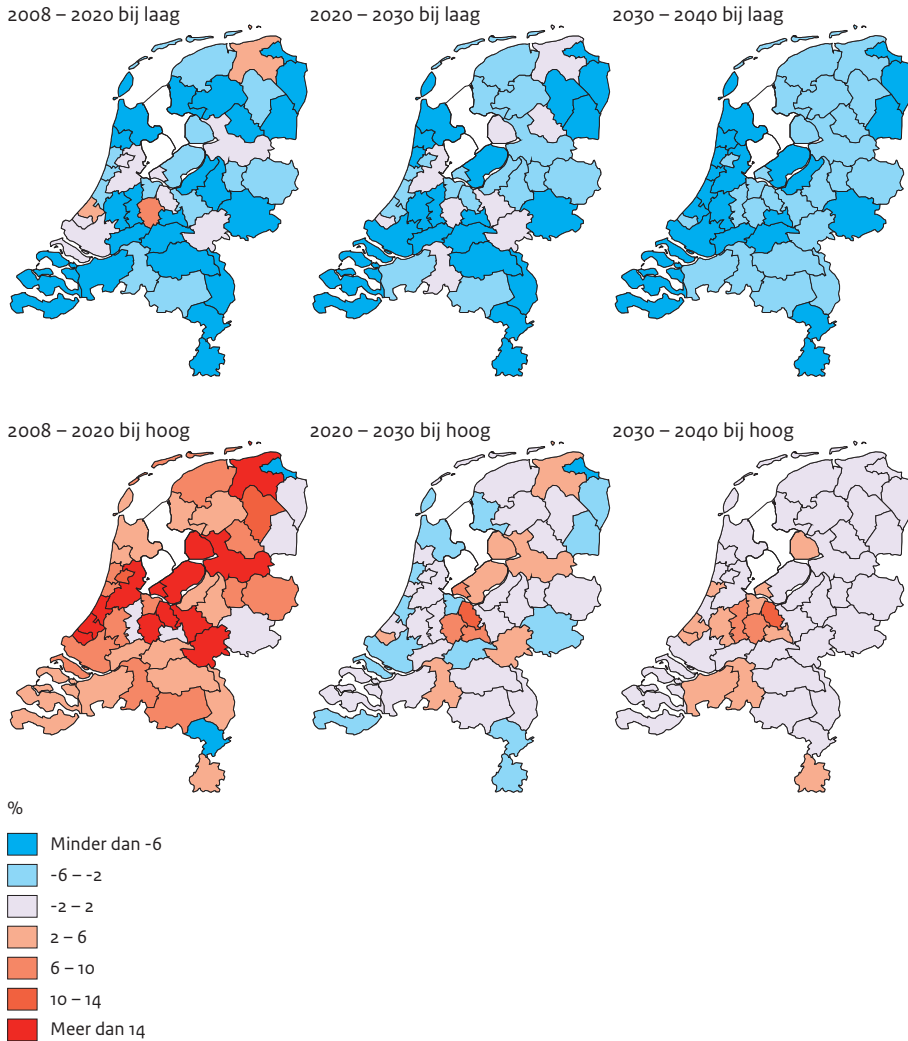 2008 – 2020 bij laag
2020 – 2030 bij laag
2030 – 2040 bij laag
2008 – 2020 bij hoog
2020 – 2030 bij hoog
2030 – 2040 bij hoog
%
Minder dan -6
-6 – -2
-2 – 2
2 – 6
6 – 10
10 – 14
Meer dan 14